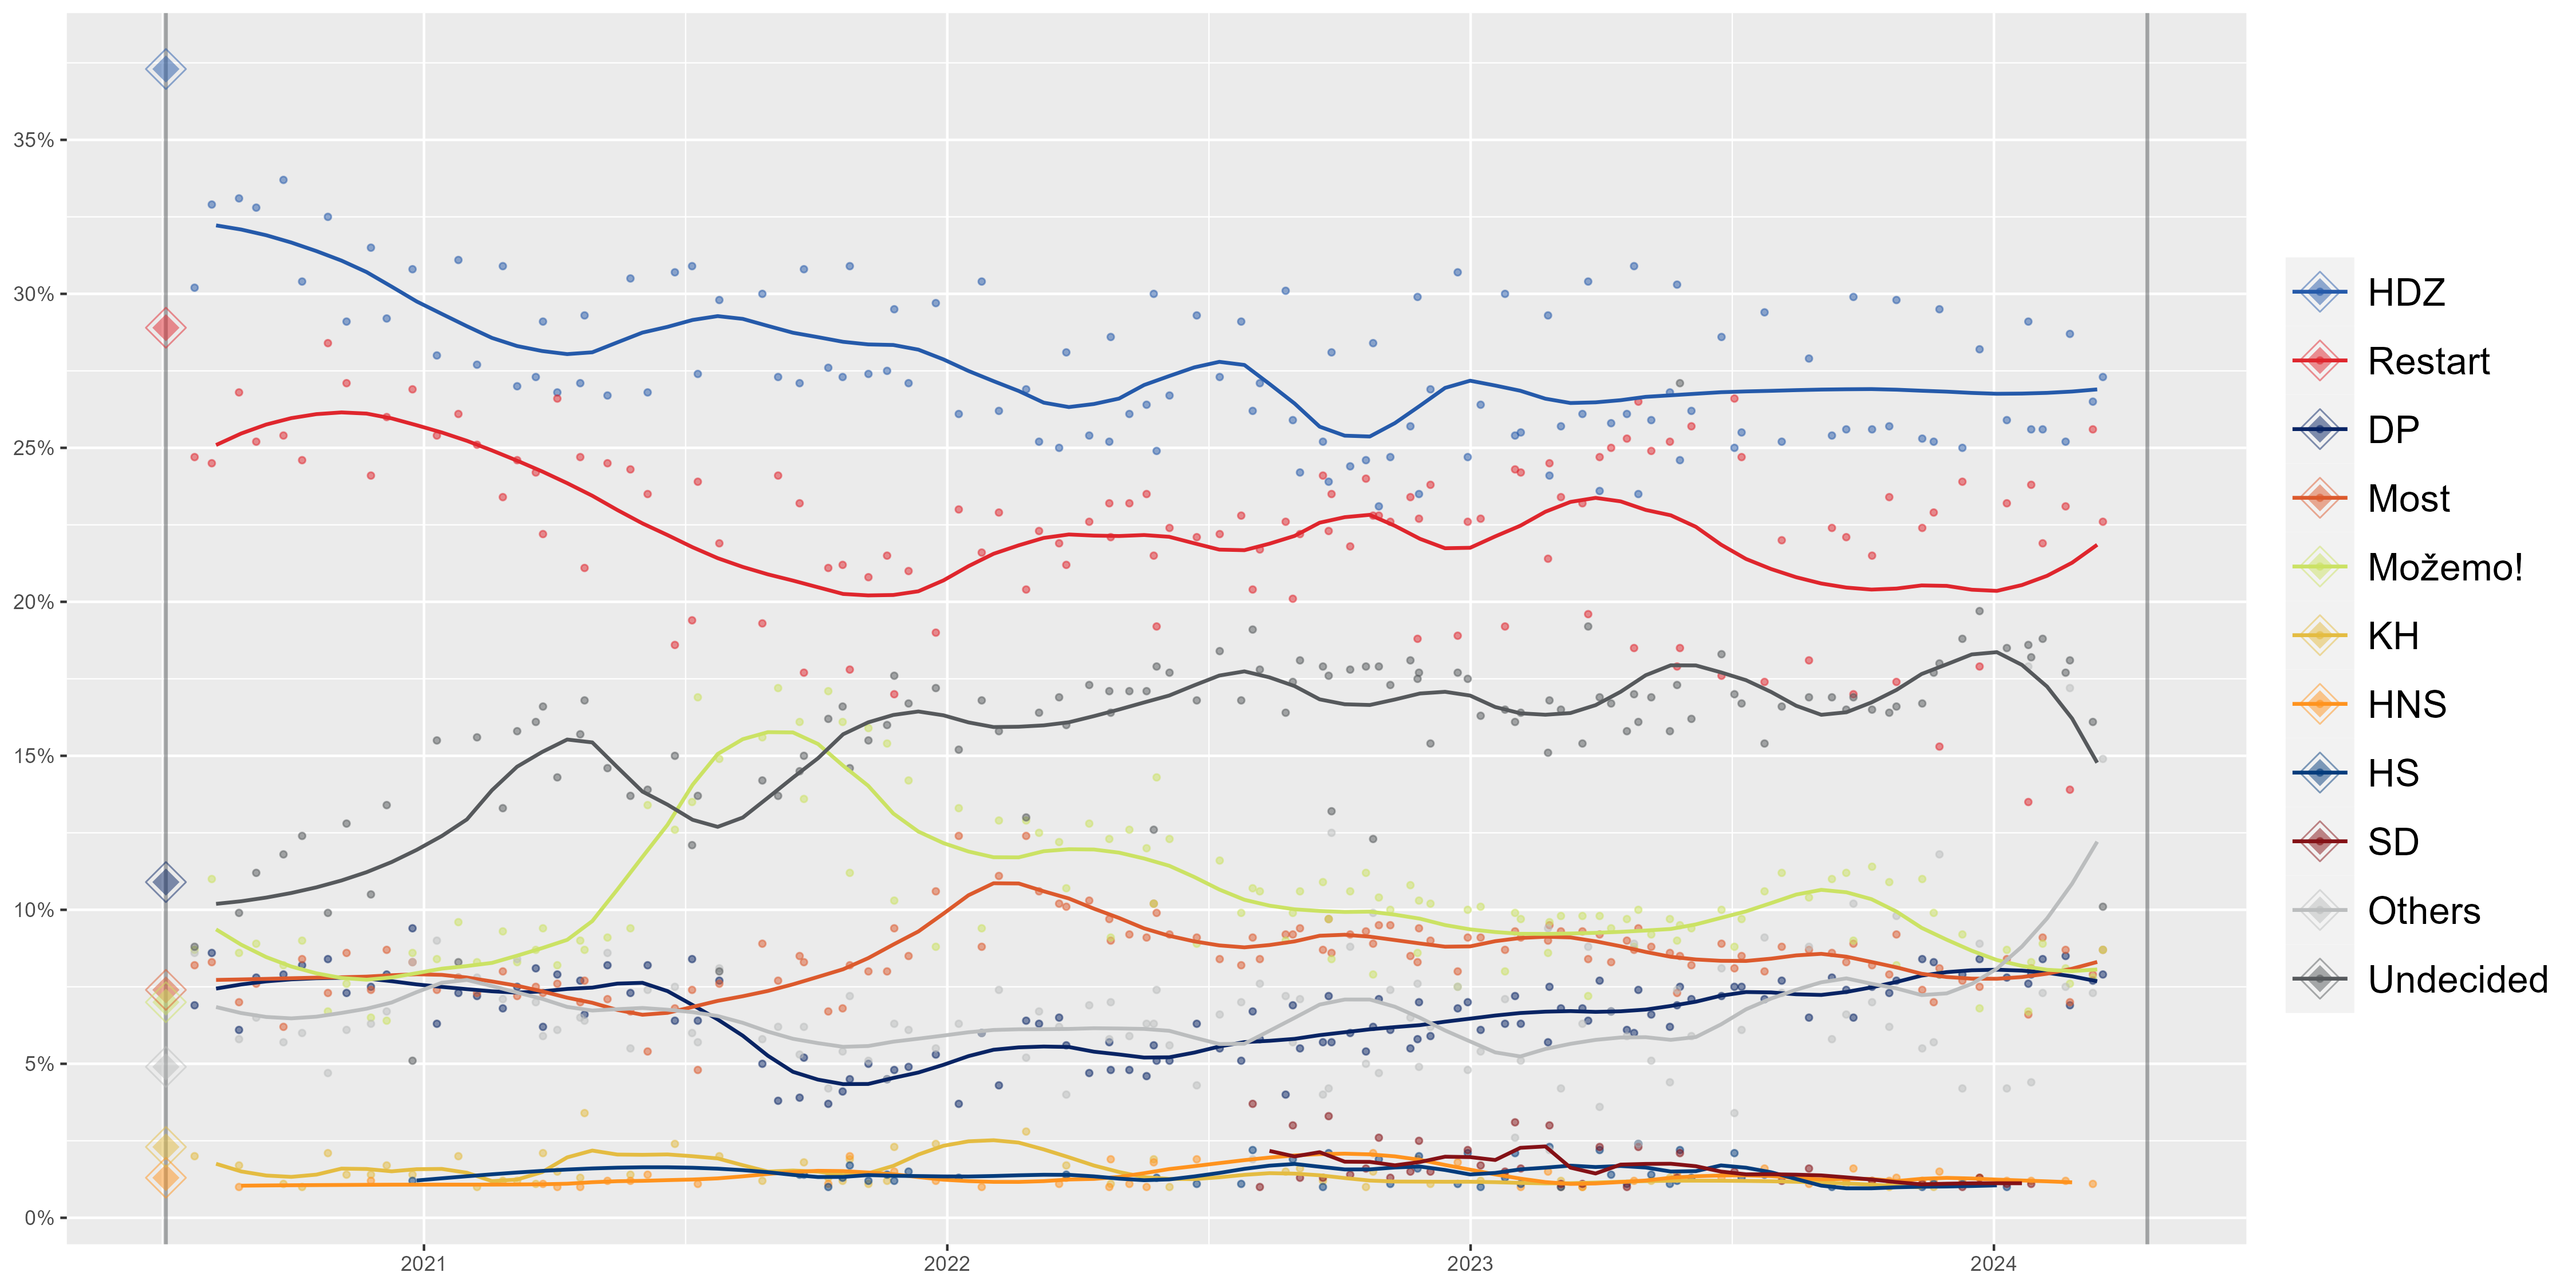 35%
30%
25%
20%
15%
10%
5%
0%
2021
2022
2023
2024
HDZ
Restart
DP
Most
Možemo!
KH
HNS
HS
SD
Others
Undecided